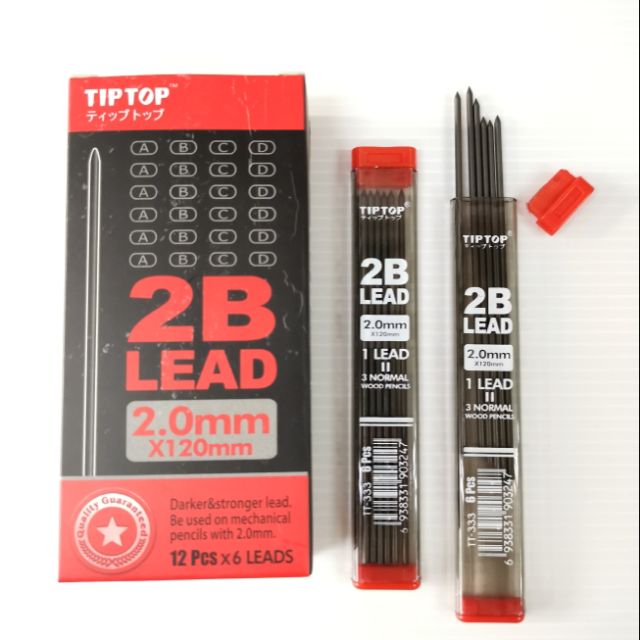 TIP TOP™
ティップトップ
A B C D
A B C D
A B C D
A B C D
A B C D
A B C D
2B
LEAD
2.0mm
X120mm
Quality Guaranteed
Darker&stronger lead.
Be used on mechanical
pencils with 2.0mm.
12 Pcs x 6 LEADS
TIPTOP®
ティップトップ
2B
LEAD
2.0mm
X120mm
1 LEAD
=
3 NORMAL
WOOD PENCILS
TT-333 6 Pcs
6 938331 903247
TIPTOP®
ティップトップ
2B
LEAD
2.0mm
X120mm
1 LEAD
=
3 NORMAL
WOOD PENCILS
TT-333 6 Pcs
6 938331 903247